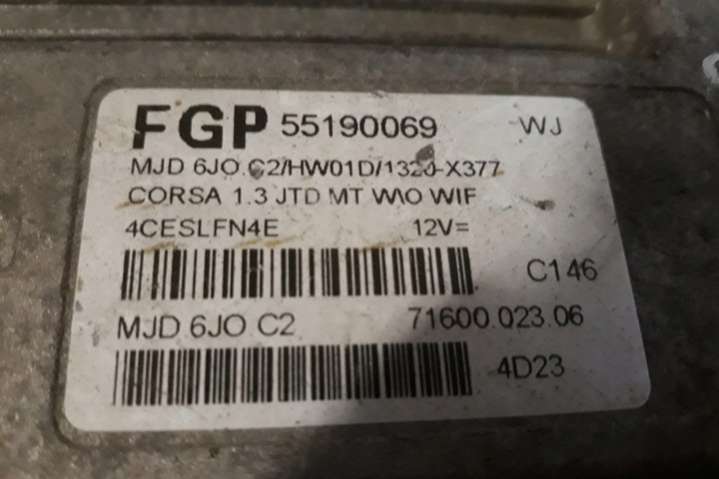 FGP 55190069 WJ
MJD 6JO.C2/HW01D/1320-X377
CORSA 1.3 JTD MT W\O WIF
4CESLFN4E 12V=
C146
MJD 6JO C2 71600.023.06
4D23